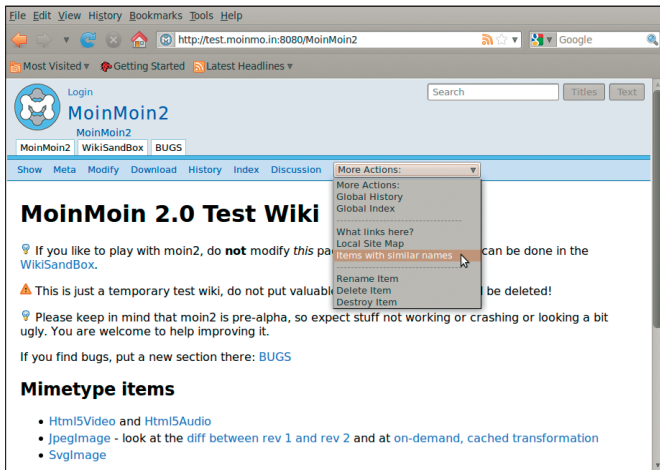 File Edit View History Bookmarks Tools Help
http://test.moinmo.in:8080/MoinMoin2 Google
Most Visited Getting Started Latest Headlines
Login Search Titles Text
MoinMoin2
MoinMoin2
MoinMoin2 WikiSandBox BUGS
Show Meta Modify Download History Index Discussion More Actions:
More Actions:
Global History
Global Index
What links here?
Local Site Map
Items with similar names
Rename Item
Delete Item
Destroy Item
MoinMoin 2.0 Test Wiki
If you like to play with moin2, do not modify this can be done in the
WikiSandBox.
This is just a temporary test wiki, do not put be deleted!
Please keep in mind that moin2 is pre-alpha, so expect stuff not working or crashing or looking a bit
ugly. You are welcome to help improving it.
If you find bugs, put a new section there: BUGS
Mimetype items
• Html5Video and Html5Audio
• JpegImage - look at the diff between rev 1 and rev 2 and at on-demand, cached transformation
• SvgImage